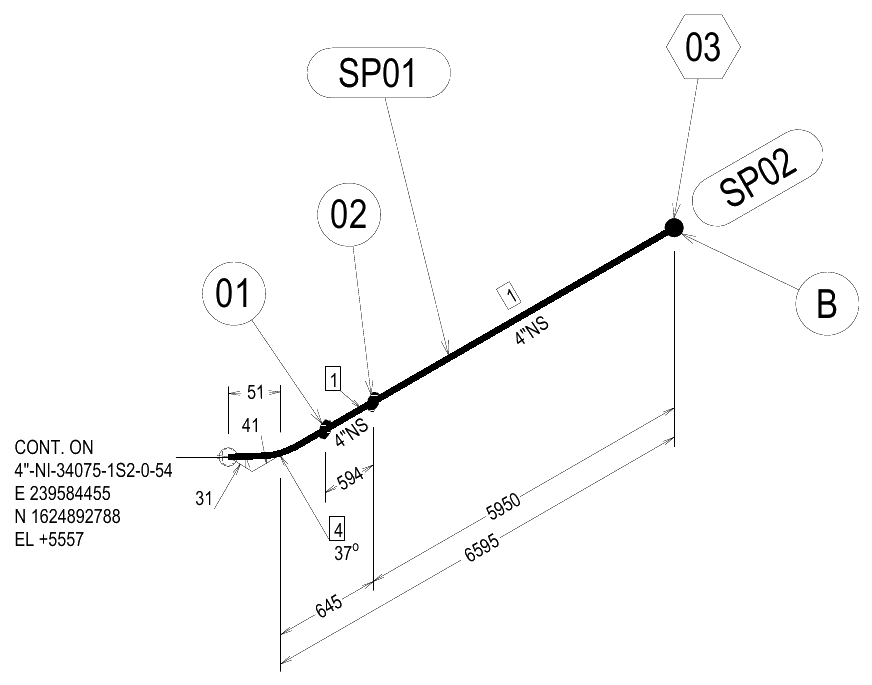 03
SP01
SP02
02
01
B
1
4"NS
1
4"NS
51
41
31
594
4
37°
CONT. ON
4"-NI-34075-1S2-0-54
E 239584455
N 1624892788
EL +5557
5950
6595
645